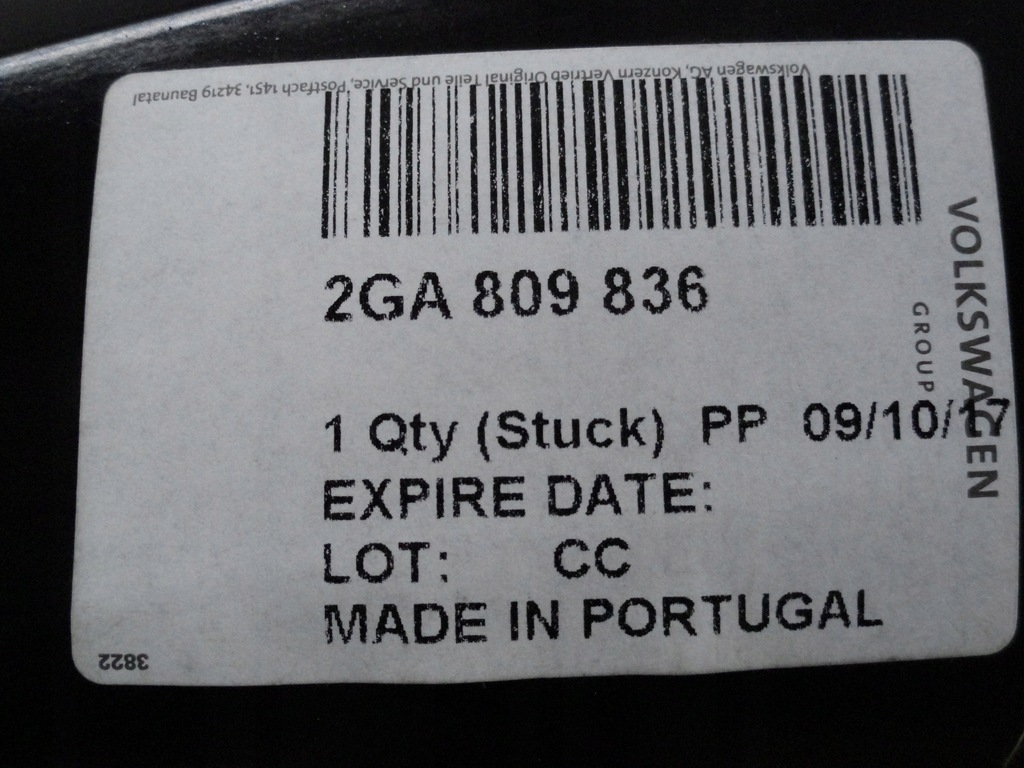 Volkswagen AG, Konzern Vertrieb Original Teile und Service, Postfach 1451, 34219 Baunatal
2GA 809 836
VOLKSWAGEN
GROUP
1 Qty (Stuck) PP 09/10/17
EXPIRE DATE:
LOT: CC
MADE IN PORTUGAL
3822